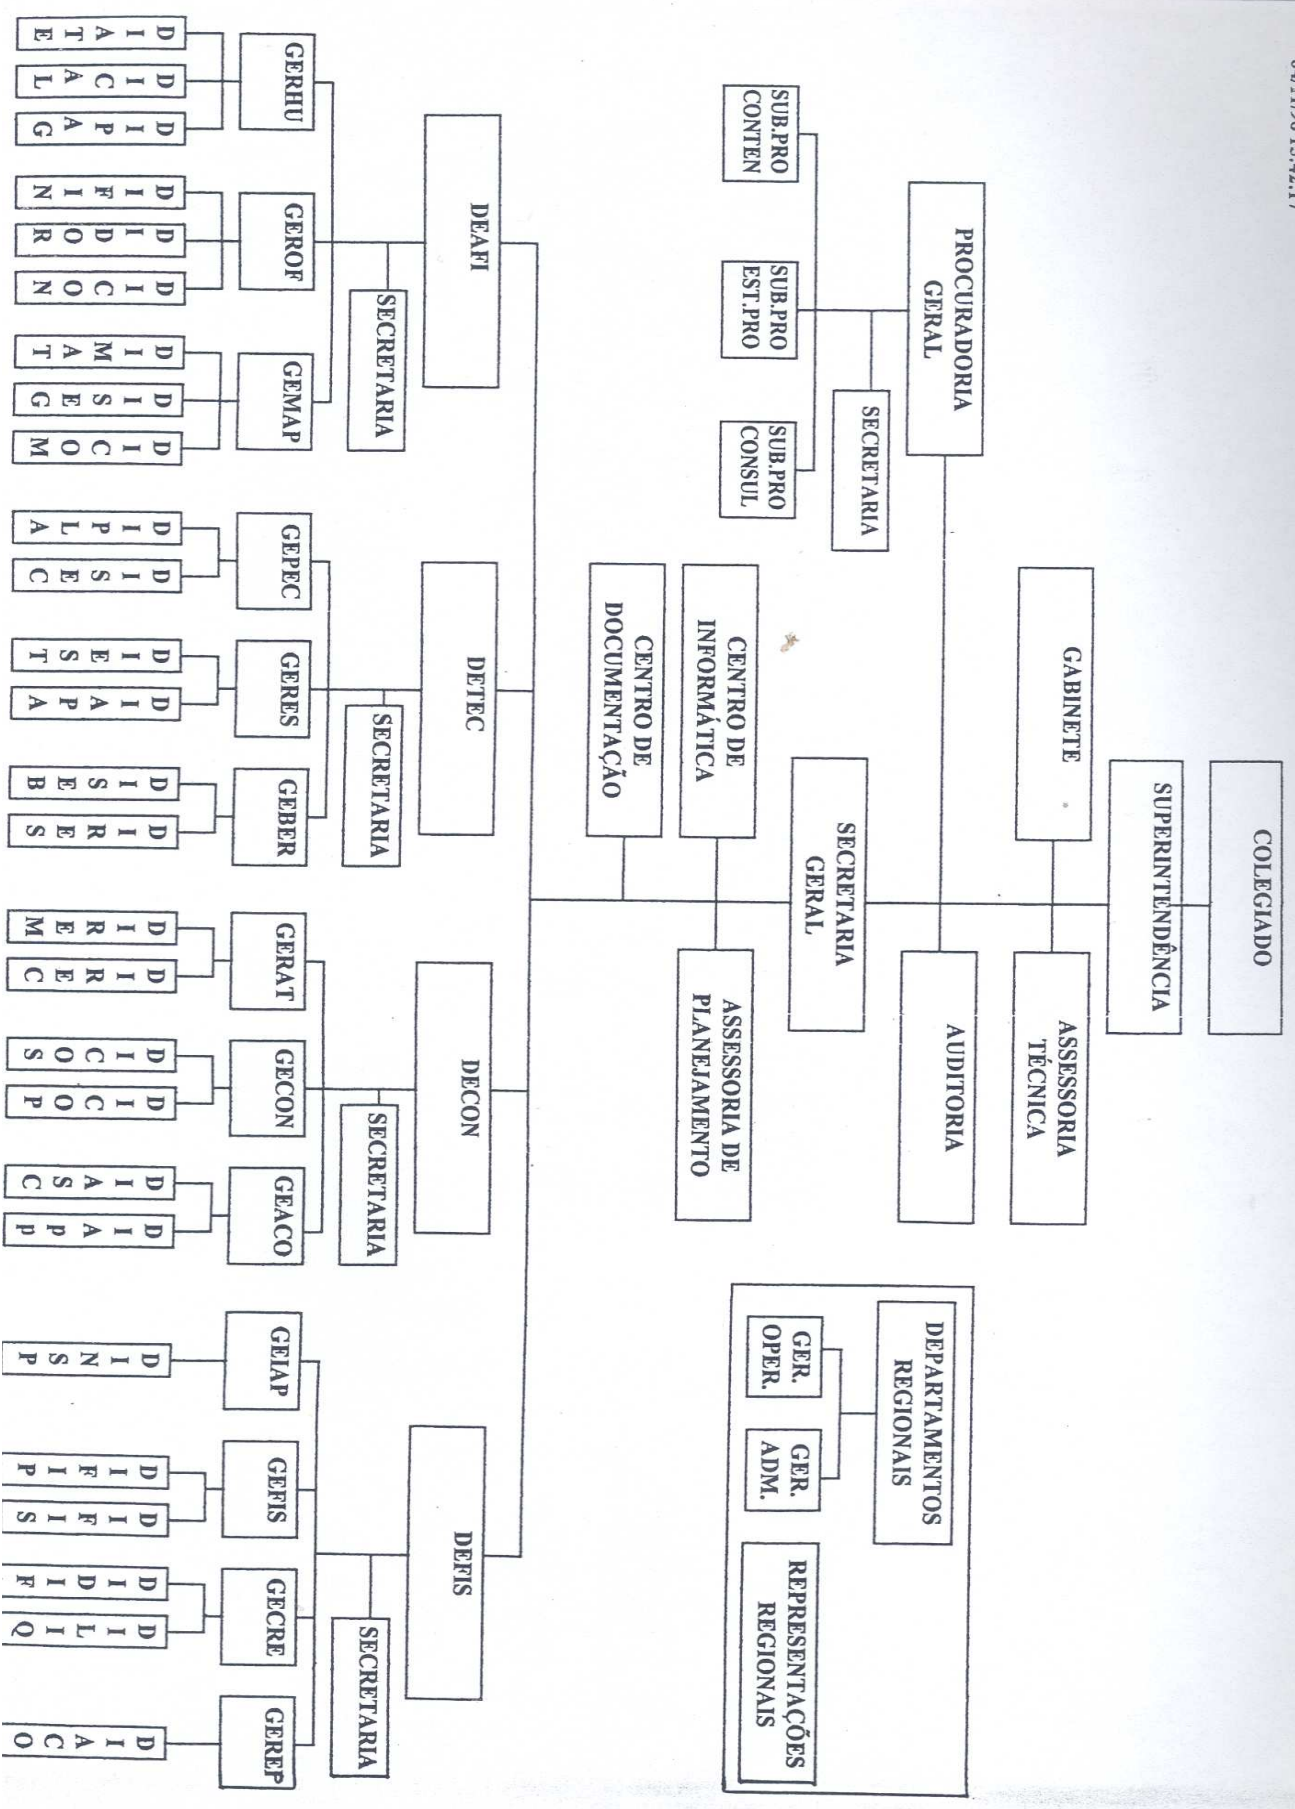 COLEGIADO
SUPERINTENDÊNCIA
GABINETE
ASSESSORIA
TÉCNICA
PROCURADORIA
GERAL
AUDITORIA
SECRETARIA
SUB.PRO
CONTEN
SUB.PRO
EST.PRO
SUB.PRO
CONSUL
SECRETARIA
GERAL
CENTRO DE
INFORMÁTICA
ASSESSORIA DE
PLANEJAMENTO
CENTRO DE
DOCUMENTAÇÃO
DEPARTAMENTOS
REGIONAIS
GER.
OPER.
GER.
ADM.
REPRESENTAÇÕES
REGIONAIS
DEAFI
DETEC
DECON
DEFIS
SECRETARIA
SECRETARIA
SECRETARIA
SECRETARIA
GERHU
GEROF
GEMAP
GEPEC
GERES
GEBER
GERAT
GECON
GEACO
GEIAP
GEFIS
GECRE
GEREP
DIATE
DICAL
DIPAG
DIFIN
DIDOR
DICON
DIMAT
DISEG
DICOM
DIPLA
DISEC
DIEST
DIAPA
DISEB
DIRES
DIREM
DIREC
DICOS
DICOP
DIASC
DIAPP
DINSP
DIFIP
DIFIS
DIDIF
DILIQ
DIACO